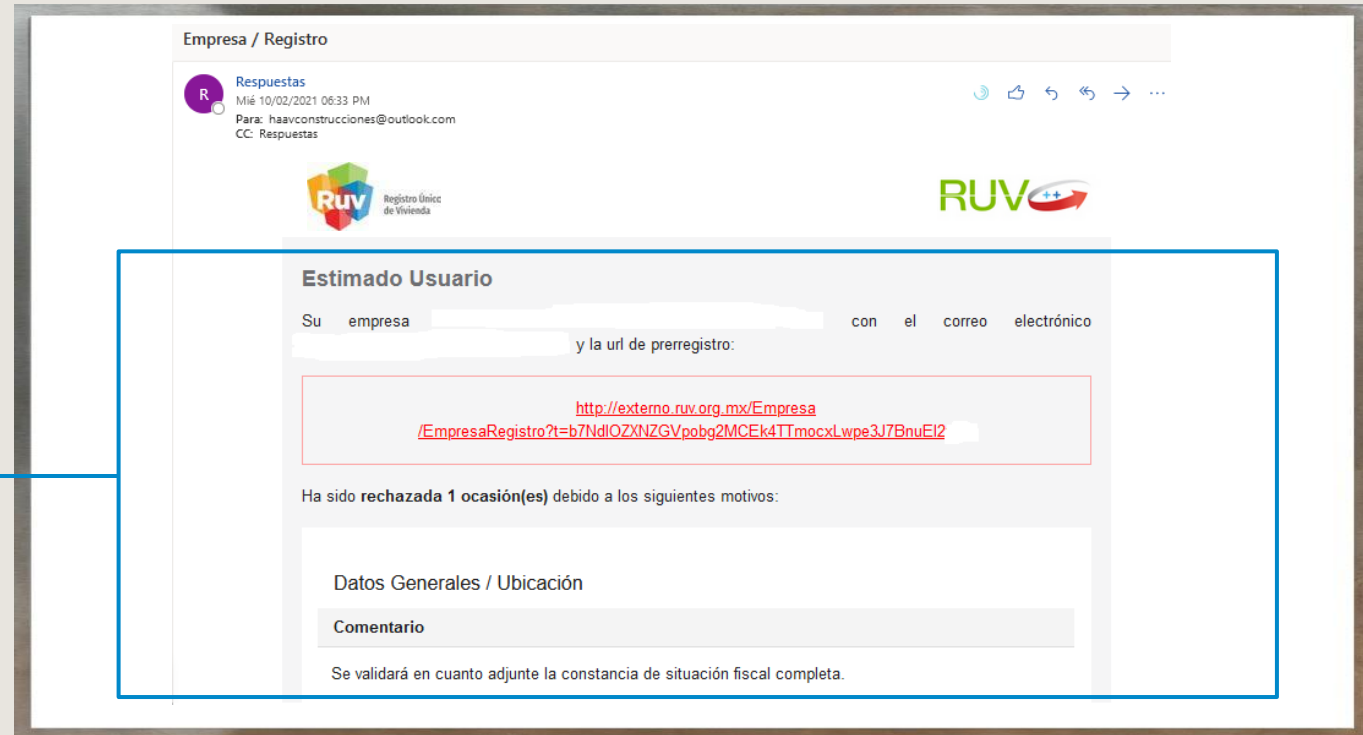 Empresa / Registro
R
Respuestas
Mié 10/02/2021 06:33 PM
Para: haavconstrucciones@outlook.com
CC: Respuestas
Ruv
Registro Único
de Vivienda
RUV ++
Estimado Usuario
Su empresa con el correo electrónico
y la url de prerregistro:
http://externo.ruv.org.mx/Empresa
/EmpresaRegistro?t=b7NdlOZXNZGVpobg2MCEk4TTmocxLwpe3J7BnuEl2
Ha sido rechazada 1 ocasión(es) debido a los siguientes motivos:
Datos Generales / Ubicación
Comentario
Se validará en cuanto adjunte la constancia de situación fiscal completa.